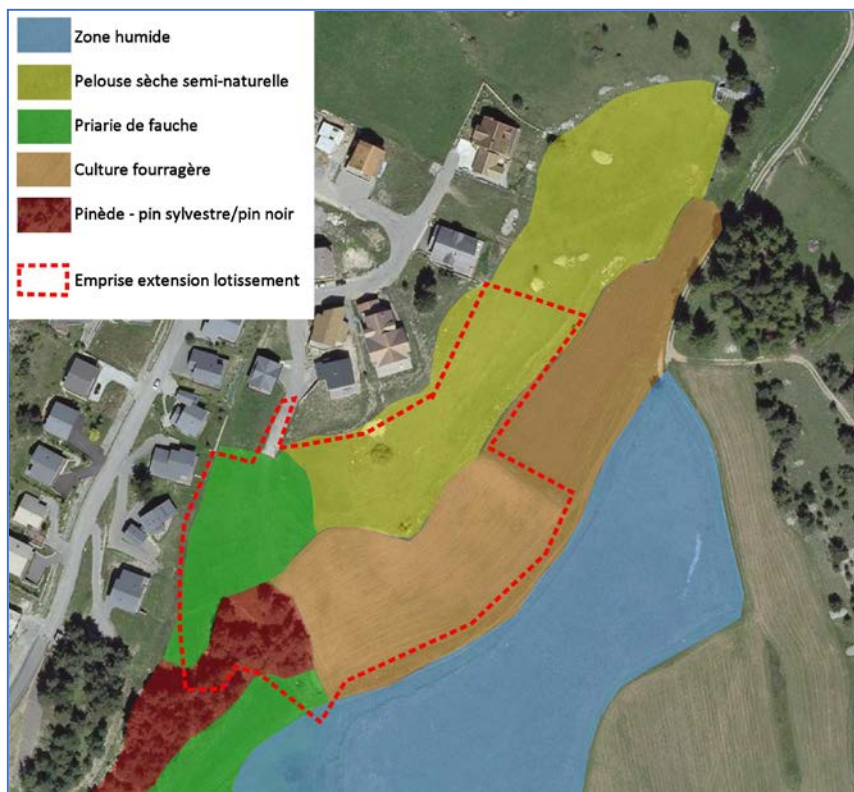 Zone humide
Pelouse sèche semi-naturelle
Priarie de fauche
Culture fourragère
Pinède - pin sylvestre/pin noir
Emprise extension lotissement